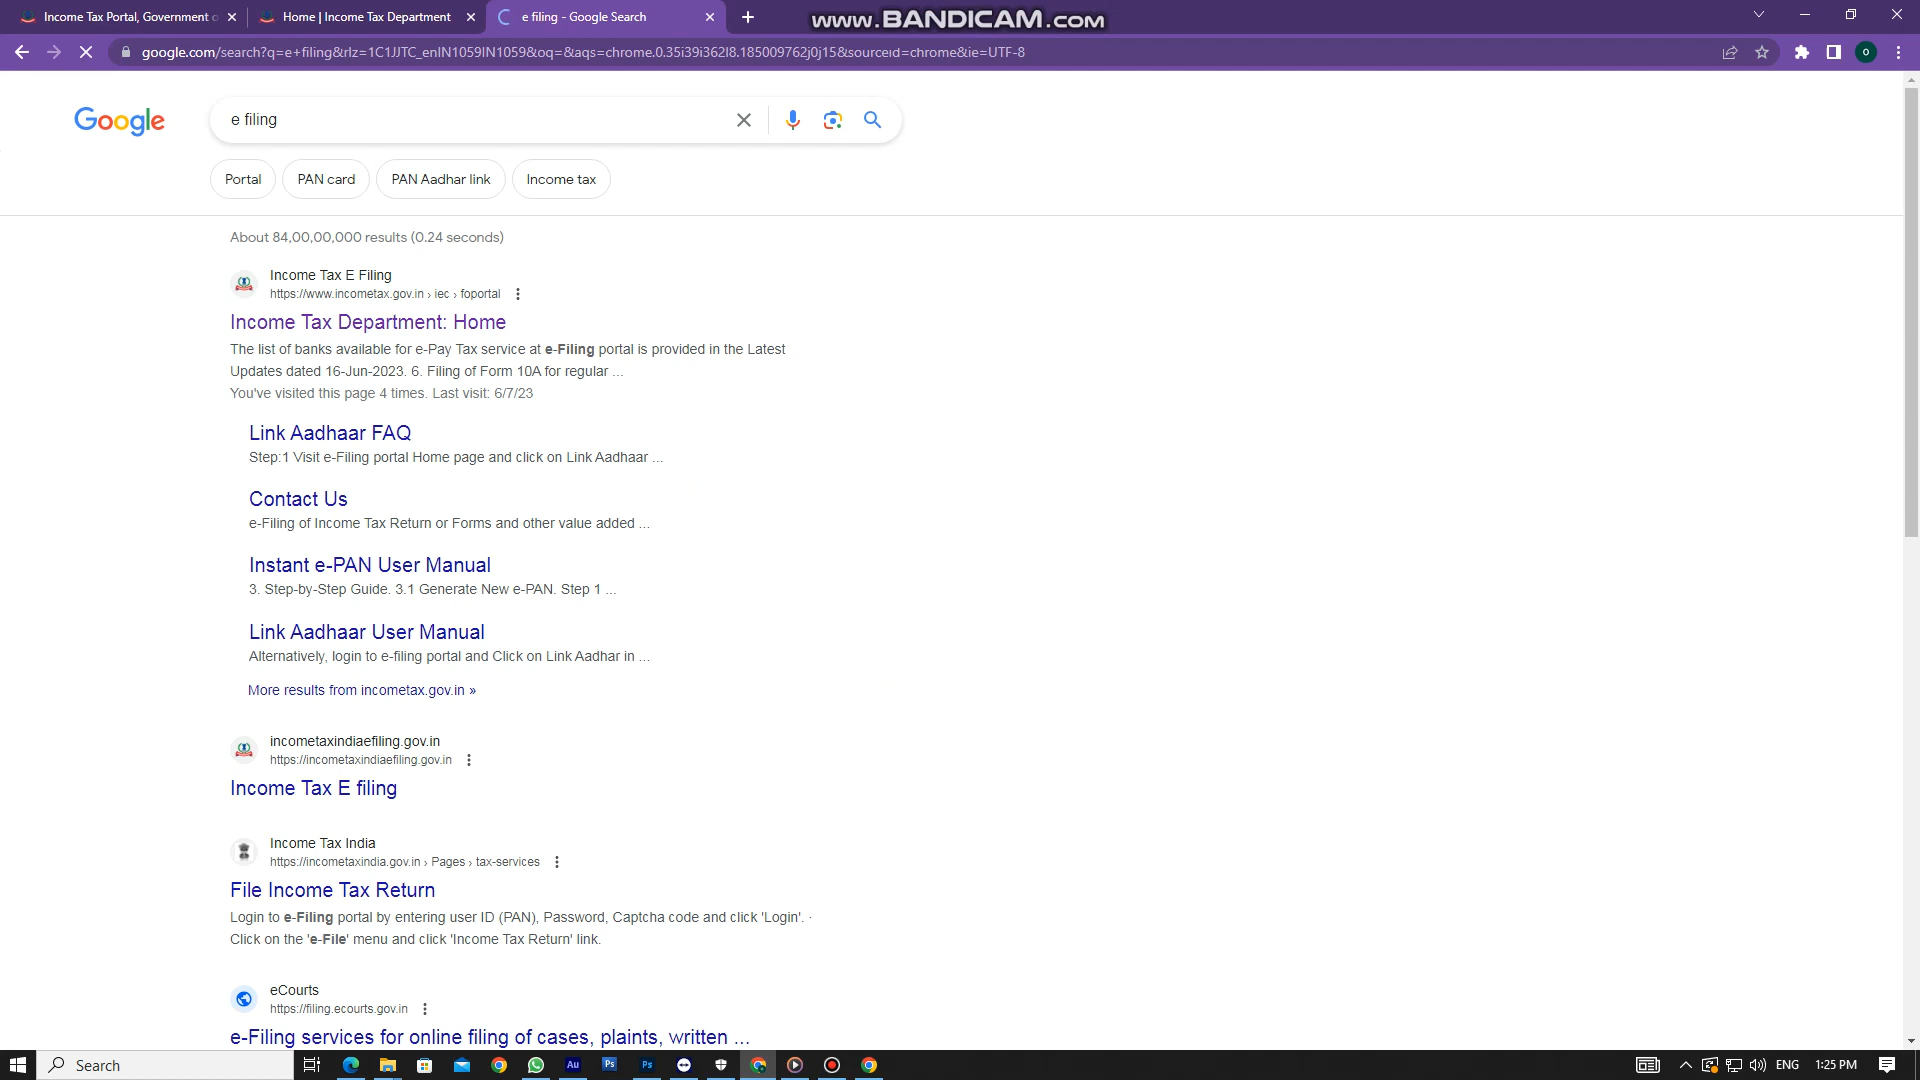 Income Tax Portal, Government o
Home | Income Tax Department
e filing - Google Search
www.BANDICAM.com
google.com/search?q=e+filing&rlz=1C1JJTC_enIN1059IN1059&oq=&aqs=chrome.0.35i39i362l8.185009762j0j15&sourceid=chrome&ie=UTF-8
Google
e filing
Portal
PAN card
PAN Aadhar link
Income tax
About 84,00,00,000 results (0.24 seconds)
Income Tax E Filing
https://www.incometax.gov.in › iec › foportal
Income Tax Department: Home
The list of banks available for e-Pay Tax service at e-Filing portal is provided in the Latest
Updates dated 16-Jun-2023. 6. Filing of Form 10A for regular ...
You've visited this page 4 times. Last visit: 6/7/23
Link Aadhaar FAQ
Step:1 Visit e-Filing portal Home page and click on Link Aadhaar ...
Contact Us
e-Filing of Income Tax Return or Forms and other value added ...
Instant e-PAN User Manual
3. Step-by-Step Guide. 3.1 Generate New e-PAN. Step 1 ...
Link Aadhaar User Manual
Alternatively, login to e-filing portal and Click on Link Aadhar in ...
More results from incometax.gov.in »
incometaxindiaefiling.gov.in
https://incometaxindiaefiling.gov.in
Income Tax E filing
Income Tax India
https://incometaxindia.gov.in › Pages › tax-services
File Income Tax Return
Login to e-Filing portal by entering user ID (PAN), Password, Captcha code and click 'Login'. ·
Click on the 'e-File' menu and click 'Income Tax Return' link.
eCourts
https://filing.ecourts.gov.in
e-Filing services for online filing of cases, plaints, written ...
Search
Au
Ps
Ps
ENG
1:25 PM